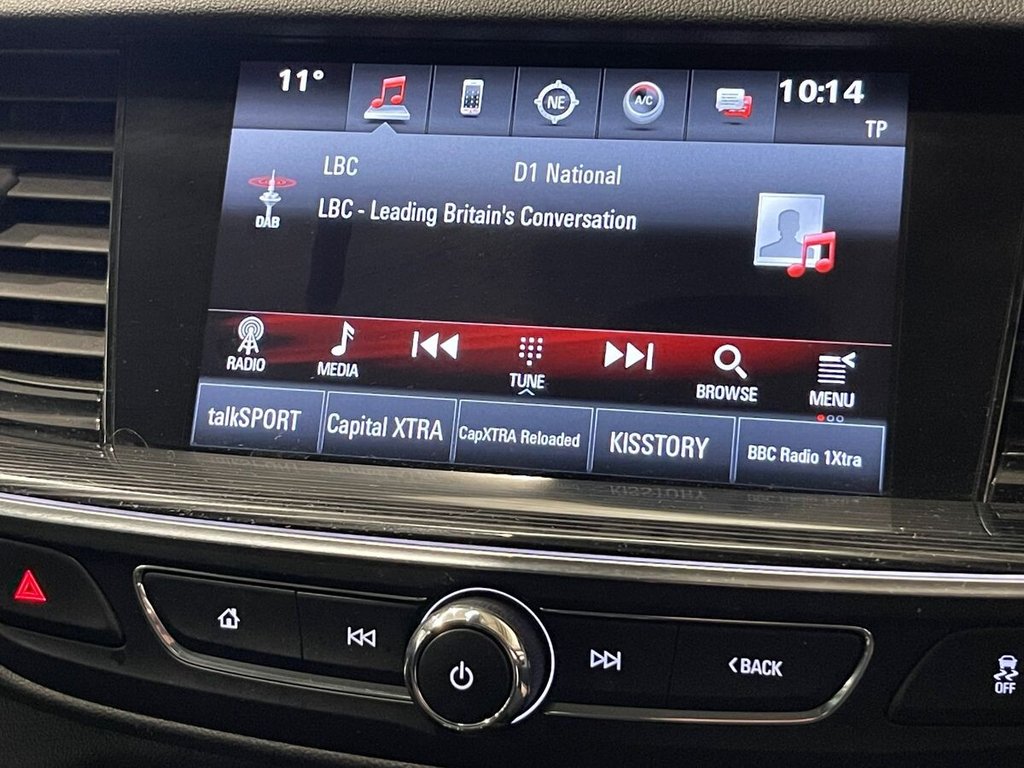 11°
NE
A/C
10:14
TP
LBC D1 National
DAB
LBC - Leading Britain's Conversation
RADIO
MEDIA
TUNE
BROWSE
MENU
talkSPORT
Capital XTRA
CapXTRA Reloaded
KISSTORY
BBC Radio 1Xtra
BACK
OFF